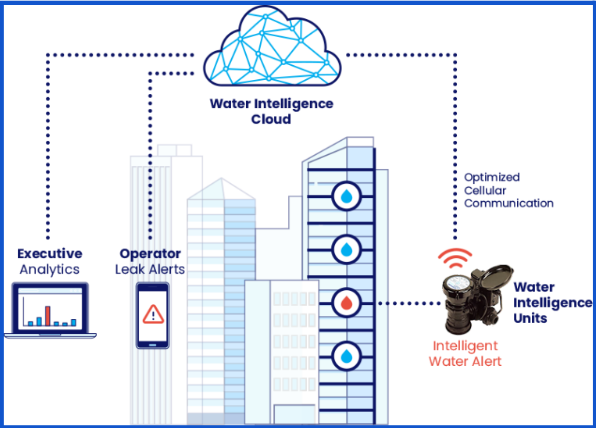 Water Intelligence
Cloud
Optimized
Cellular
Communication
Executive
Analytics
Operator
Leak Alerts
Water
Intelligence
Units
Intelligent
Water Alert